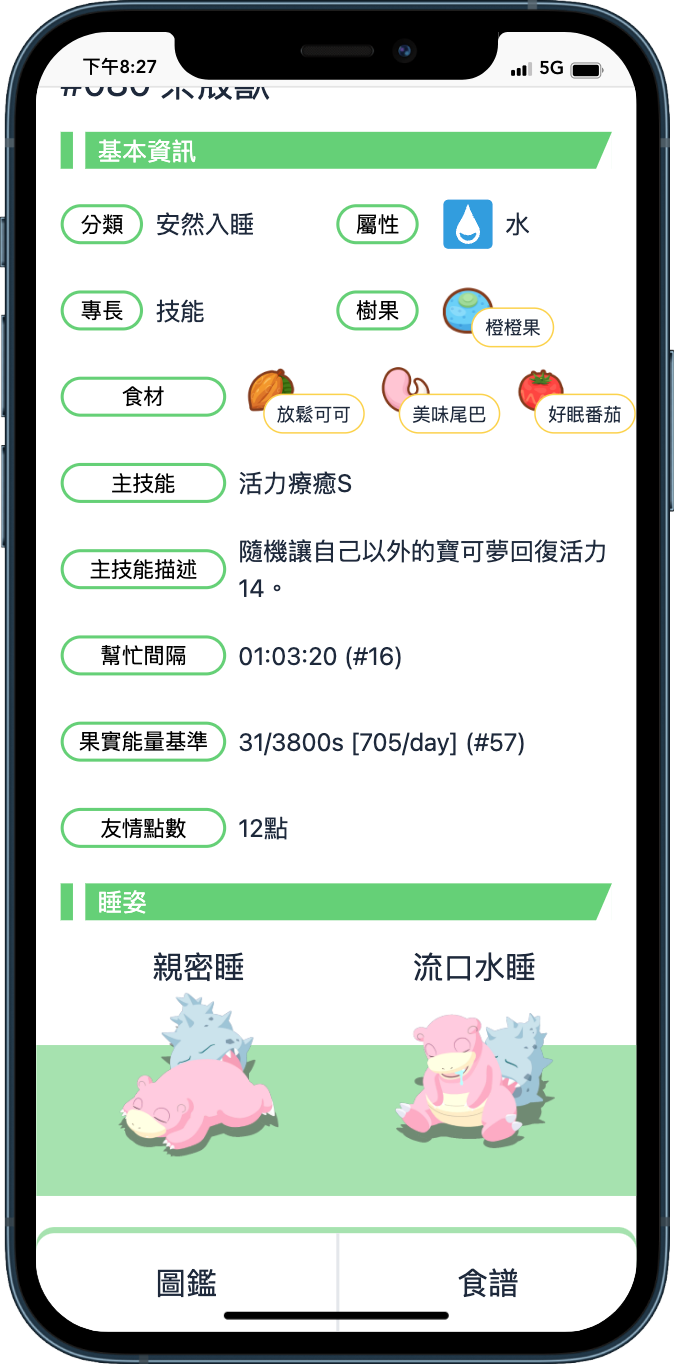 下午8:27
5G
#080 呆殼獸
基本資訊
分類 安然入睡 屬性 水
專長 技能 樹果 橙橙果
食材 放鬆可可 美味尾巴 好眠番茄
主技能 活力療癒S
主技能描述 隨機讓自己以外的寶可夢回復活力
14。
幫忙間隔 01:03:20 (#16)
果實能量基準 31/3800s [705/day] (#57)
友情點數 12點
睡姿
親密睡 流口水睡
圖鑑 食譜